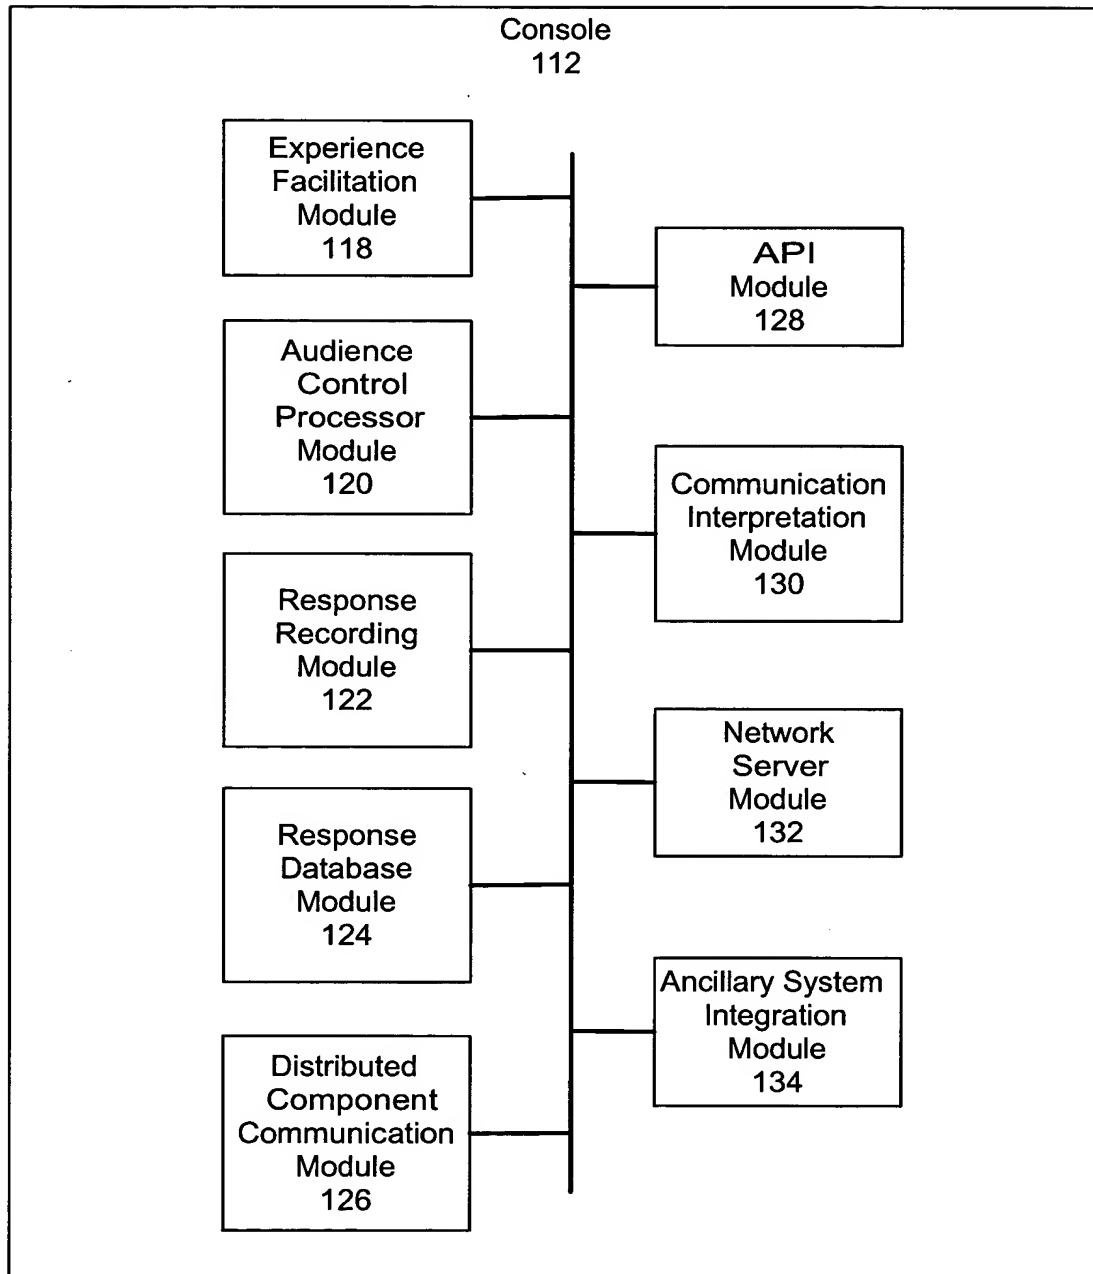 Console
112
Experience
Facilitation
Module
118
Audience
Control
Processor
Module
120
Response
Recording
Module
122
Response
Database
Module
124
Distributed
Component
Communication
Module
126
API
Module
128
Communication
Interpretation
Module
130
Network
Server
Module
132
Ancillary System
Integration
Module
134